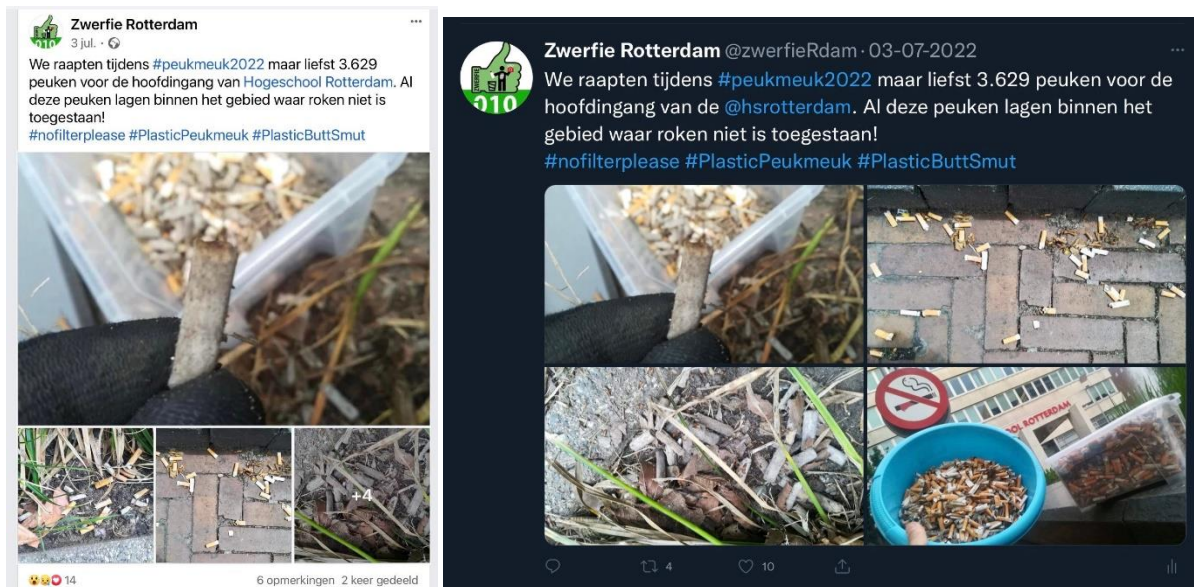 Zwerfie Rotterdam
3 jul.
We raapten tijdens #peukmeuk2022 maar liefst 3.629
peuken voor de hoofdingang van Hogeschool Rotterdam. Al
deze peuken lagen binnen het gebied waar roken niet is
toegestaan!
#nofilterplease #PlasticPeukmeuk #PlasticButtSmut
+4
14
6 opmerkingen 2 keer gedeeld
010
Zwerfie Rotterdam @zwerfieRdam · 03-07-2022
We raapten tijdens #peukmeuk2022 maar liefst 3.629 peuken voor de
hoofdingang van de @hsrotterdam. Al deze peuken lagen binnen het
gebied waar roken niet is toegestaan!
#nofilterplease #PlasticPeukmeuk #PlasticButtSmut
010
OOL ROTTERDAM
4
10